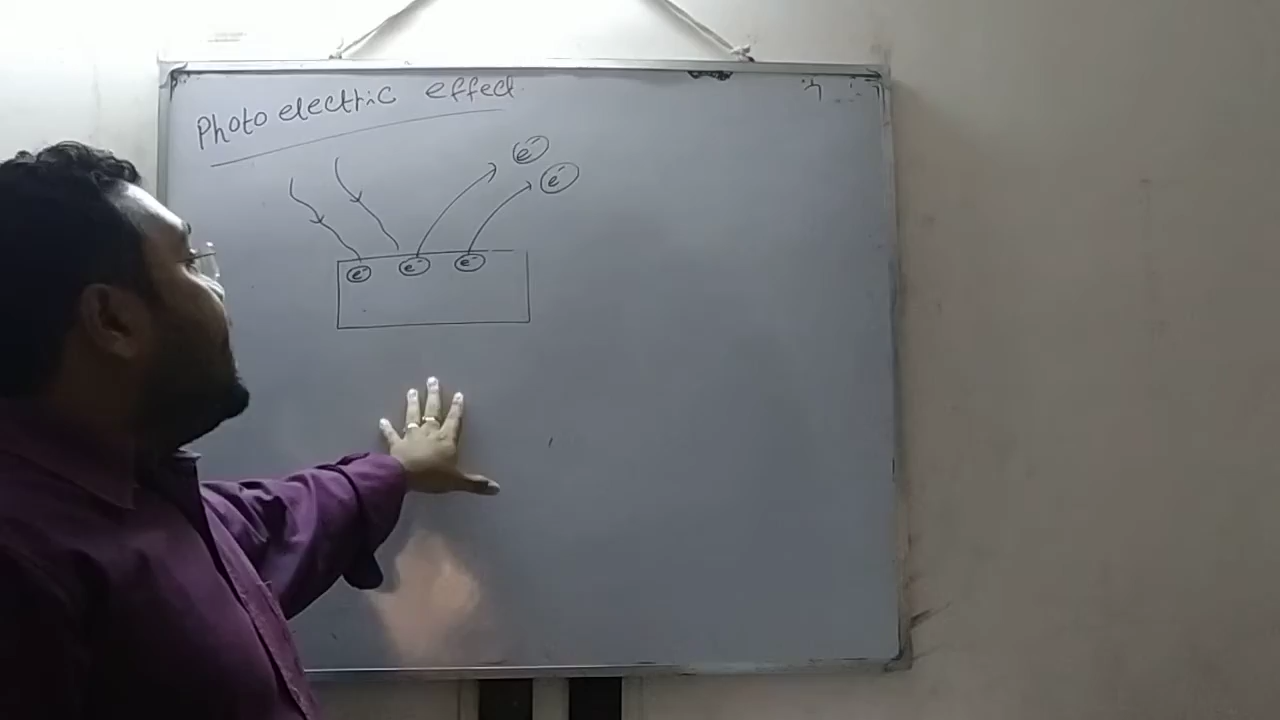 Photo electric effect
e⁻
e⁻
e⁻ e⁻ e⁻